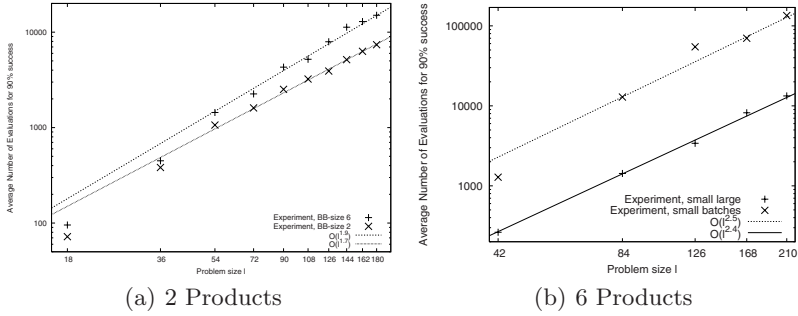 Average Number of Evaluations for 90% success
10000
1000
100
Experiment, BB-size 6
Experiment, BB-size 2
O(l^1.9)
O(l^1.7)
18 36 54 72 90 108 126 144 162 180
Problem size l
(a) 2 Products
Average Number of Evaluations for 90% success
100000
10000
1000
Experiment, small large
Experiment, small batches
O(l^2.5)
O(l^2.4)
42 84 126 168 210
Problem size l
(b) 6 Products